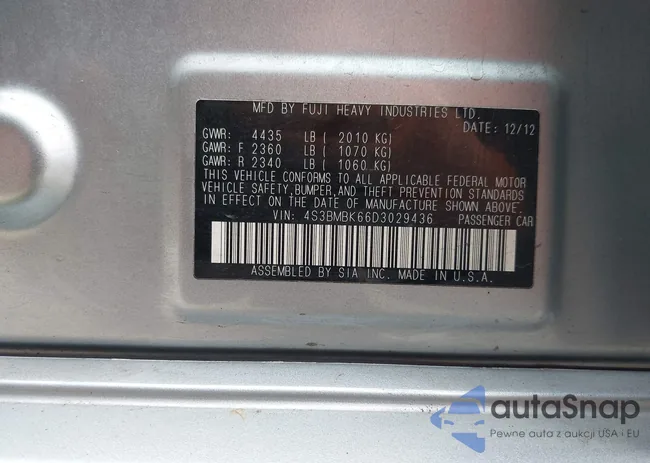 MFD BY FUJI HEAVY INDUSTRIES LTD.
DATE: 12/12
GVWR: 4435 LB ( 2010 KG)
GAWR: F 2360 LB ( 1070 KG)
GAWR: R 2340 LB ( 1060 KG)
THIS VEHICLE CONFORMS TO ALL APPLICABLE FEDERAL MOTOR
VEHICLE SAFETY, BUMPER, AND THEFT PREVENTION STANDARDS
IN EFFECT ON THE DATE OF MANUFACTURE SHOWN ABOVE.
VIN: 4S3BMBK66D3029436 PASSENGER CAR
ASSEMBLED BY SIA INC. MADE IN U.S.A.
autaSnap
Pewne auta z aukcji USA i EU